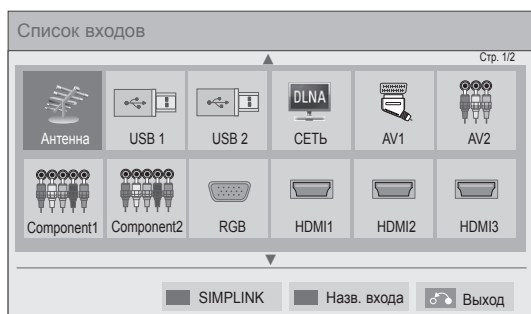 Список входов
Стр. 1/2
DLNA
Антенна USB 1 USB 2 СЕТЬ AV1 AV2
Component1 Component2 RGB HDMI1 HDMI2 HDMI3
SIMPLINK Назв. входа Выход